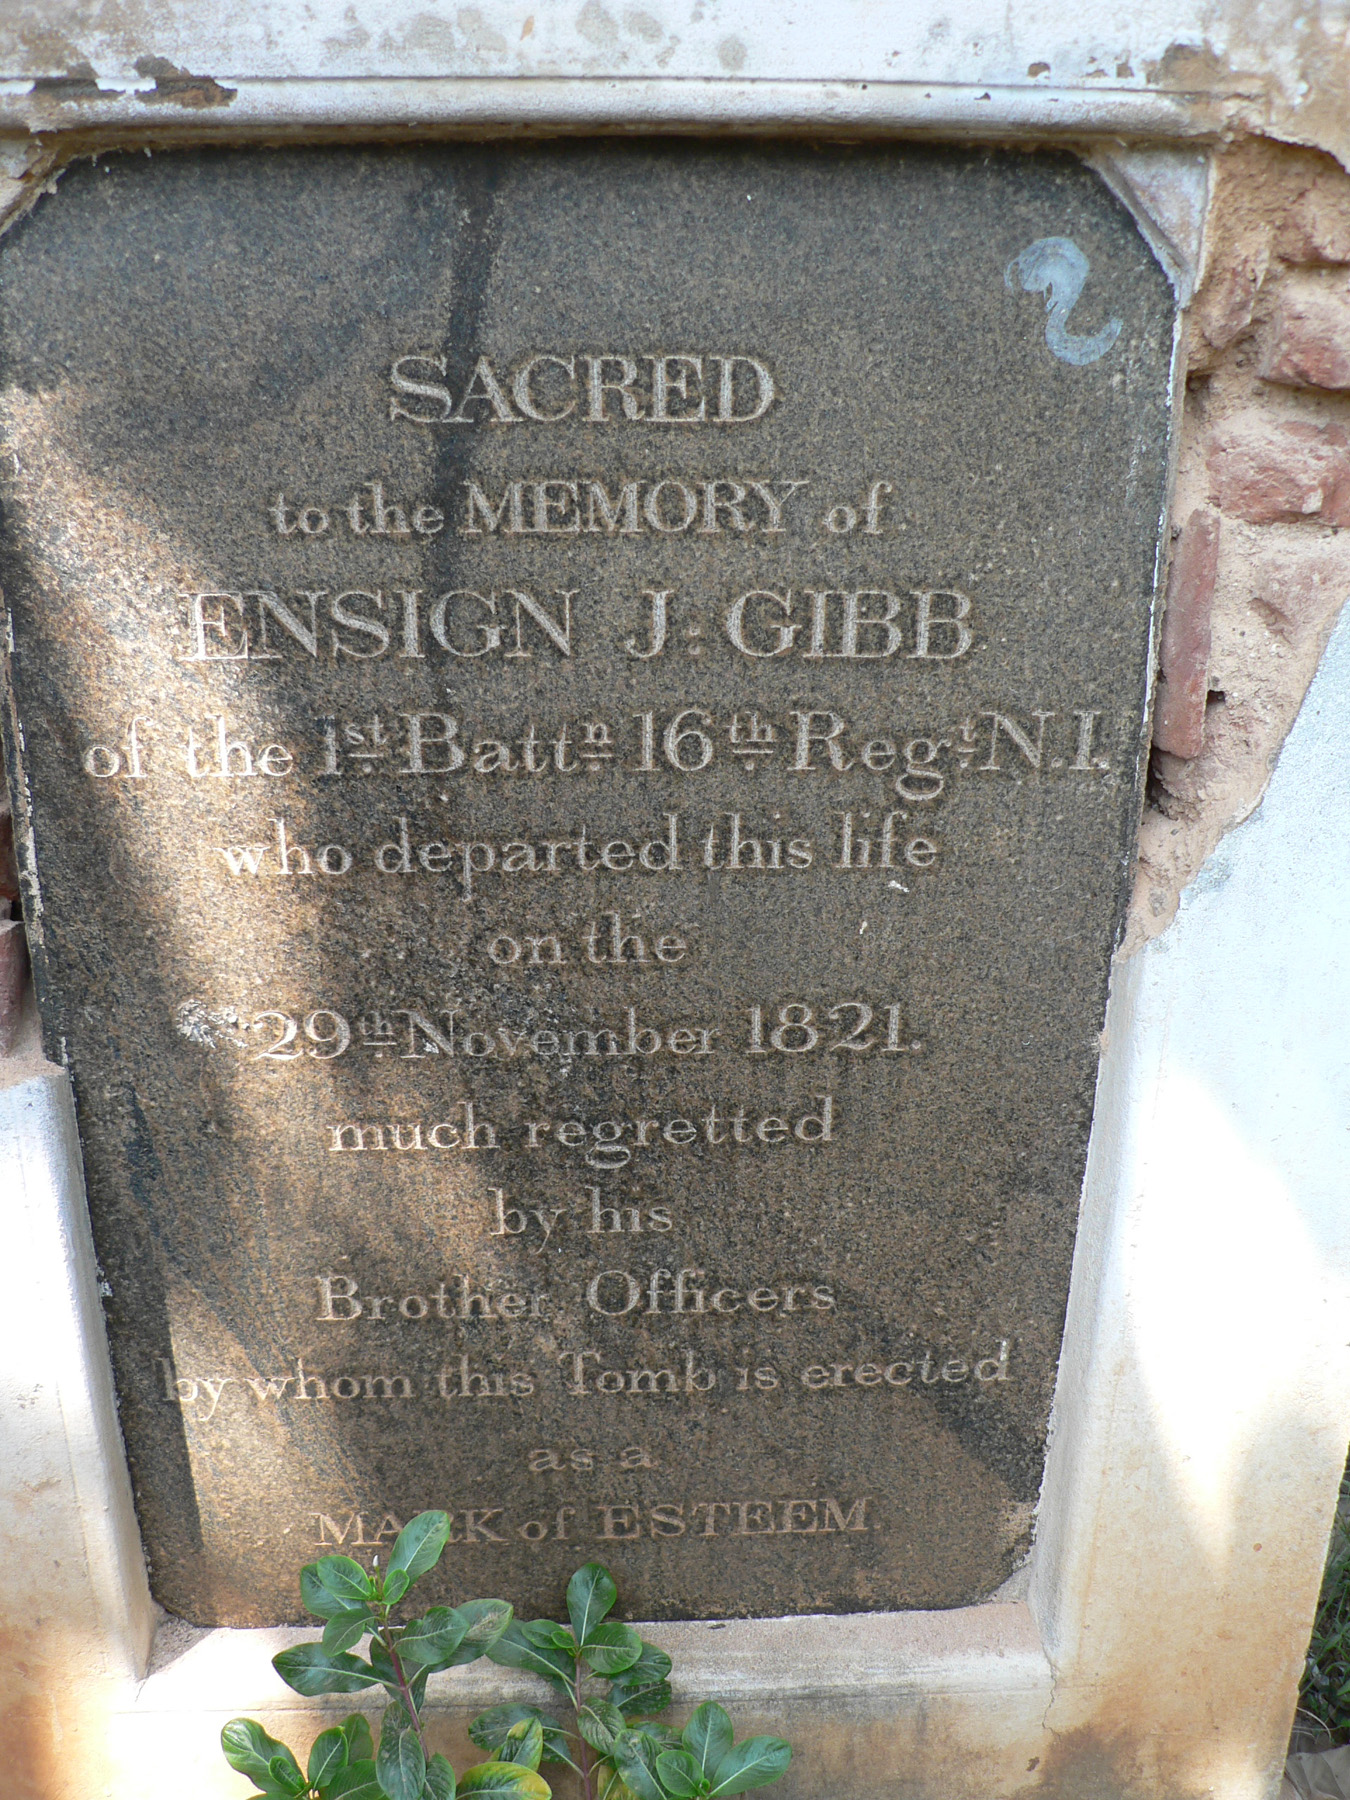 SACRED
to the MEMORY of
ENSIGN J. GIBB
of the 1st Battn 16th Regt N.I.
who departed this life
on the
29th November 1821.
much regretted
by his
Brother Officers
by whom this Tomb is erected
as a
MARK of ESTEEM.